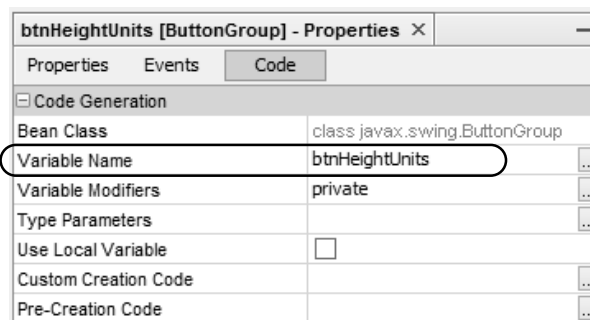 btnHeightUnits [ButtonGroup] - Properties ×
Properties Events Code
Code Generation
Bean Class class javax.swing.ButtonGroup
Variable Name btnHeightUnits ...
Variable Modifiers private ...
Type Parameters ...
Use Local Variable
Custom Creation Code ...
Pre-Creation Code ...